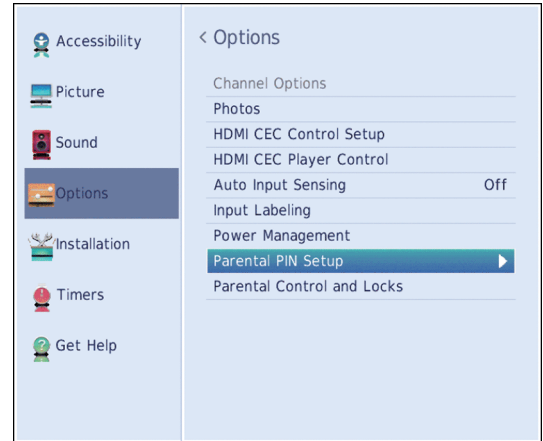 Accessibility
Picture
Sound
Options
Installation
Timers
Get Help
< Options
Channel Options
Photos
HDMI CEC Control Setup
HDMI CEC Player Control
Auto Input Sensing Off
Input Labeling
Power Management
Parental PIN Setup
Parental Control and Locks